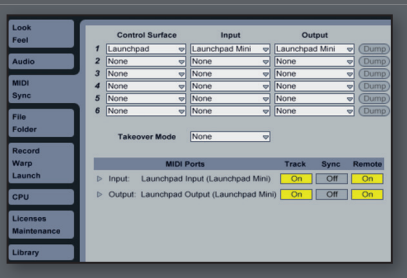 Look
Feel
Audio
MIDI
Sync
File
Folder
Record
Warp
Launch
CPU
Licenses
Maintenance
Library
Control Surface Input Output
1 Launchpad Launchpad Mini Launchpad Mini Dump
2 None None None Dump
3 None None None Dump
4 None None None Dump
5 None None None Dump
6 None None None Dump
Takeover Mode None
MIDI Ports Track Sync Remote
Input: Launchpad Input (Launchpad Mini) On Off On
Output: Launchpad Output (Launchpad Mini) On Off On